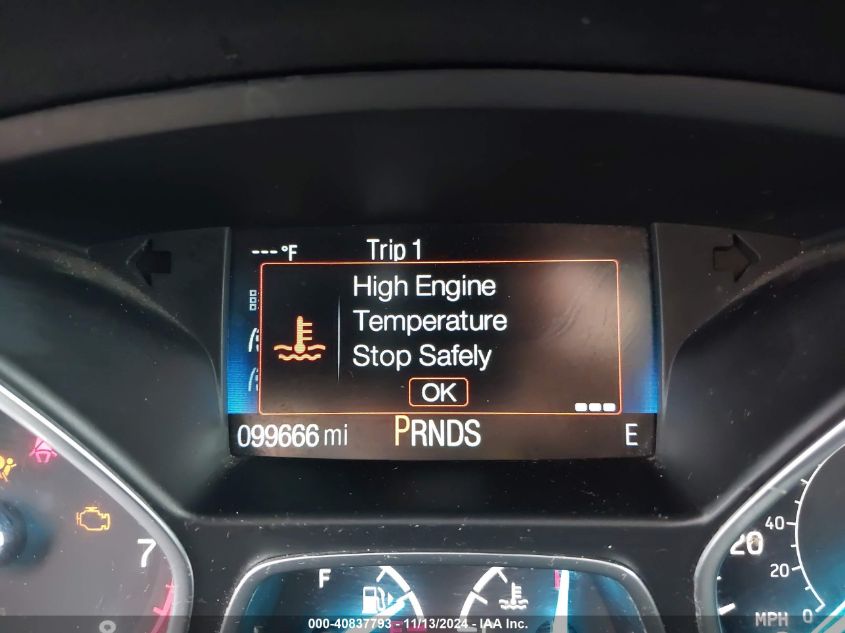 ---°F Trip 1
High Engine
Temperature
Stop Safely
OK
099666 mi PRNDS E
7
F
20
40
20
0
MPH
000-40837793 - 11/13/2024 - IAA Inc.